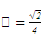 ▯ = √2/4